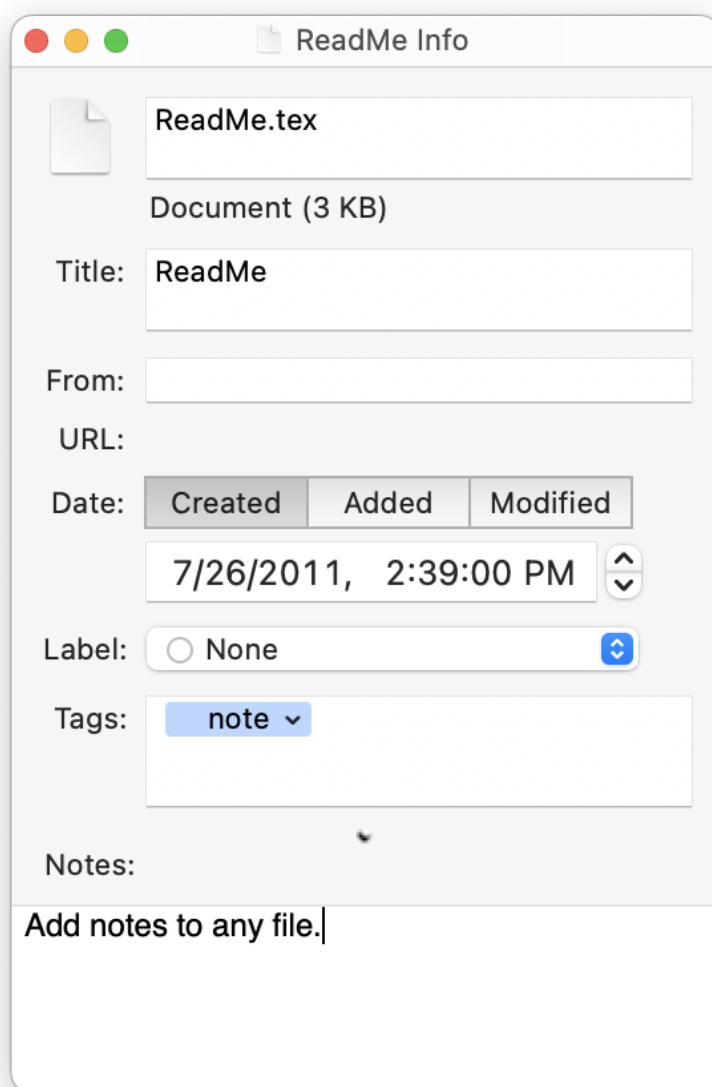 ReadMe Info
ReadMe.tex
Document (3 KB)
Title: ReadMe
From:
URL:
Date: Created Added Modified
7/26/2011, 2:39:00 PM
Label: None
Tags: note
Notes:
Add notes to any file.